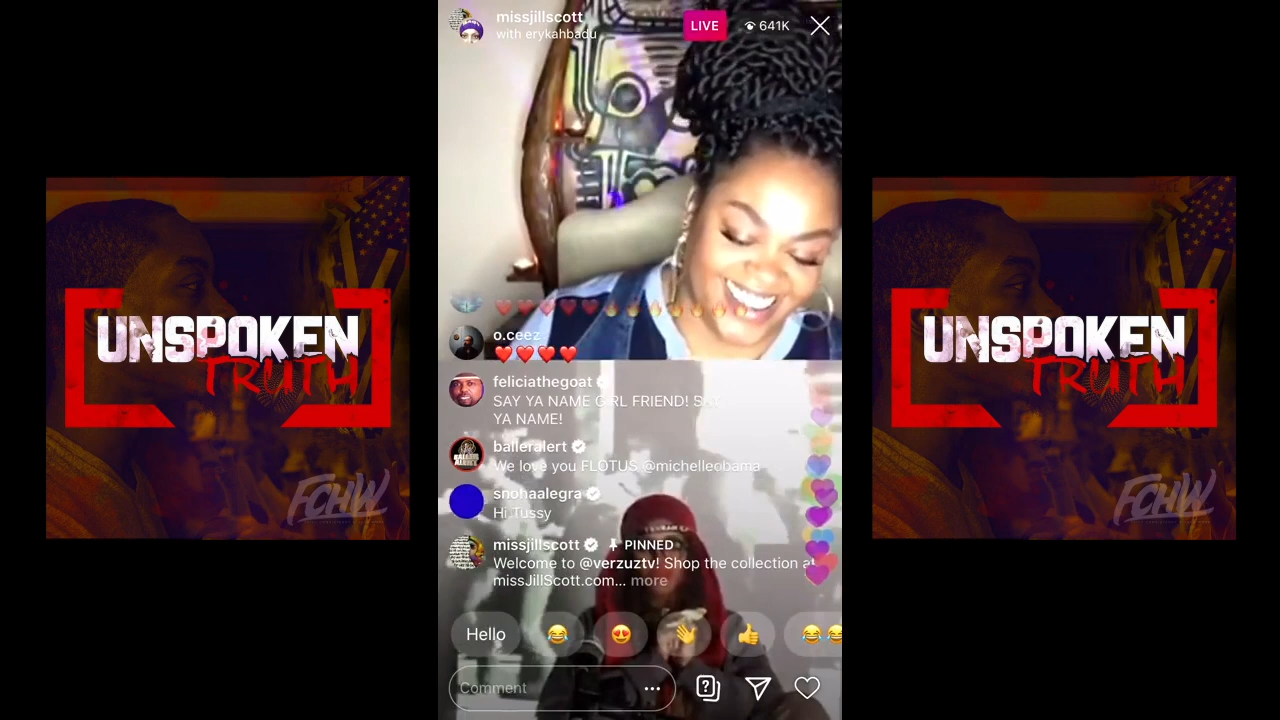 missjillscott
with erykahbadu
LIVE
641K
UNSPOKEN
TRUTH
FCHW
o.ceez
feliciathegoat
SAY YA NAME GIRL FRIEND! SAY
YA NAME!
balleralert
We love you FLOTUS @michelleobama
snohaalegra
Hi Tussy
missjillscott PINNED
Welcome to @verzuztv! Shop the collection at
missJillScott.com... more
Hello
Comment
UNSPOKEN
TRUTH
FCHW